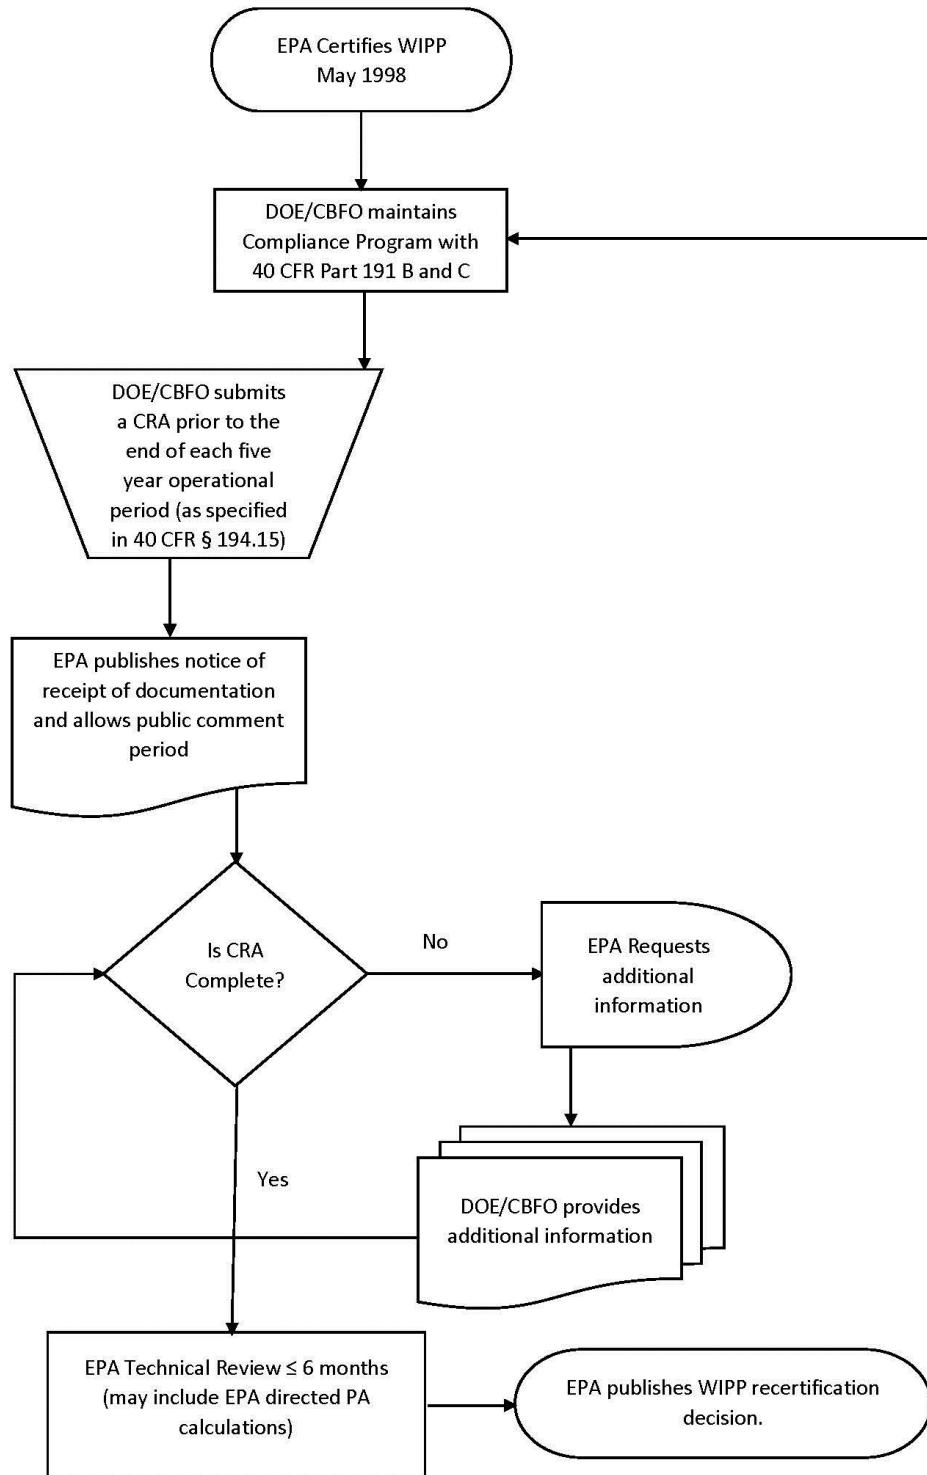 EPA Certifies WIPP
May 1998
DOE/CBFO maintains
Compliance Program with
40 CFR Part 191 B and C
DOE/CBFO submits
a CRA prior to the
end of each five
year operational
period (as specified
in 40 CFR § 194.15)
EPA publishes notice of
receipt of documentation
and allows public comment
period
Is CRA
Complete?
No
EPA Requests
additional
information
Yes
DOE/CBFO provides
additional information
EPA Technical Review ≤ 6 months
(may include EPA directed PA
calculations)
EPA publishes WIPP recertification
decision.